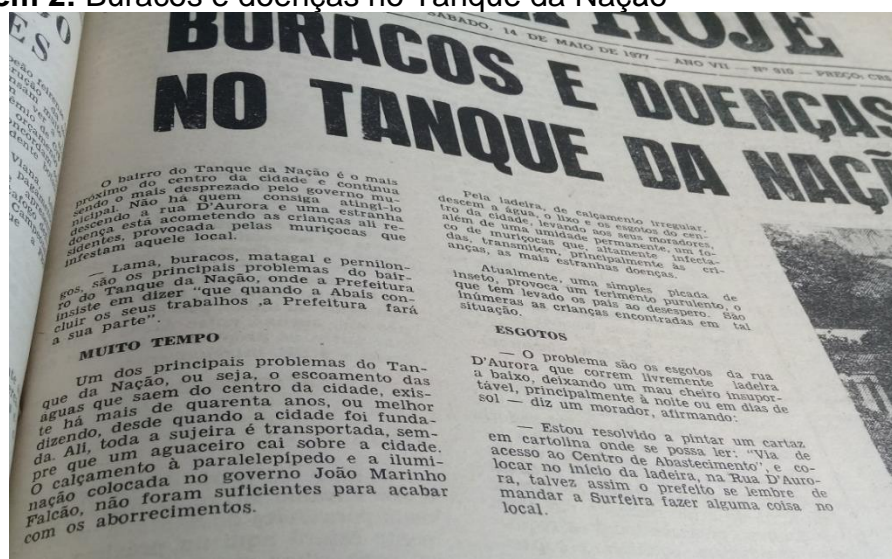 2. Buracos e doenças no Tanque da Nação
HOJE
SÁBADO, 14 DE MAIO DE 1977 — ANO VII — Nº 910 — PREÇO:
BURACOS E DOENÇAS
NO TANQUE DA NAÇÃ
O bairro do Tanque da Nação é o mais
próximo do centro da cidade e continua
sendo o mais desprezado pelo governo mu-
nicipal. Não há quem consiga atingi-lo
descendo a rua D'Aurora e uma estranha
doença está acometendo as crianças ali re-
sidentes, provocada pelas muriçocas que
infestam aquele local.
— Lama, buracos, matagal e pernilon-
gos, são os principais problemas do bair-
ro do Tanque da Nação, onde a Prefeitura
insiste em dizer "que quando a Abais con-
cluir os seus trabalhos ,a Prefeitura fará
a sua parte".
MUITO TEMPO
Um dos principais problemas do Tan-
que da Nação, ou seja, o escoamento das
águas que saem do centro da cidade, exis-
te há mais de quarenta anos, ou melhor
dizendo, desde quando a cidade foi funda-
da. Ali, toda a sujeira é transportada, sem-
pre que um aguaceiro cai sobre a cidade.
O calçamento à paralelepípedo e a ilumi-
nação colocada no governo João Marinho
Falcão, não foram suficientes para acabar
com os aborrecimentos.
Pela ladeira, de calçamento irregular,
descem a água, o lixo e os esgotos do cen-
tro da cidade, levando aos seus moradores,
além de uma umidade permanente, um fo-
co de muriçocas que, altamente infecta-
das, transmitem, principalmente às cri-
anças, as mais estranhas doenças.
Atualmente, uma simples picada de
inseto, provoca um ferimento purulento, o
que tem levado os pais ao desespero. São
inúmeras as crianças encontradas em tal
situação.
ESGOTOS
— O problema são os esgotos da rua
D'Aurora que correm livremente ladeira
a baixo, deixando um mau cheiro insupor-
tável, principalmente à noite ou em dias de
sol — diz um morador, afirmando:
— Estou resolvido a pintar um cartaz
em cartolina onde se possa ler: "Via de
acesso ao Centro de Abastecimento", e co-
locar no início da ladeira, na Rua D'Auro-
ra, talvez assim o prefeito se lembre de
mandar a Surfeira fazer alguma coisa no
local.